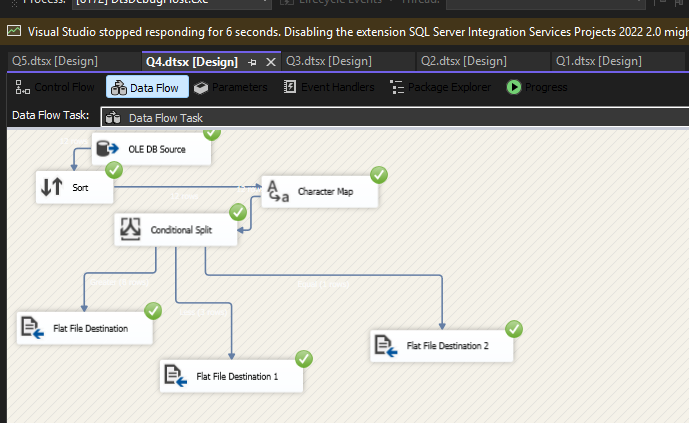 Process: [6172] DtsDebugHost.exe Lifecycle Events Thread:
Visual Studio stopped responding for 6 seconds. Disabling the extension SQL Server Integration Services Projects 2022 2.0 migh
Q5.dtsx [Design] Q4.dtsx [Design] Q3.dtsx [Design] Q2.dtsx [Design] Q1.dtsx [Design]
Control Flow Data Flow Parameters Event Handlers Package Explorer Progress
Data Flow Task: Data Flow Task
OLE DB Source
Sort
Character Map
Conditional Split
Flat File Destination
Flat File Destination 2
Flat File Destination 1